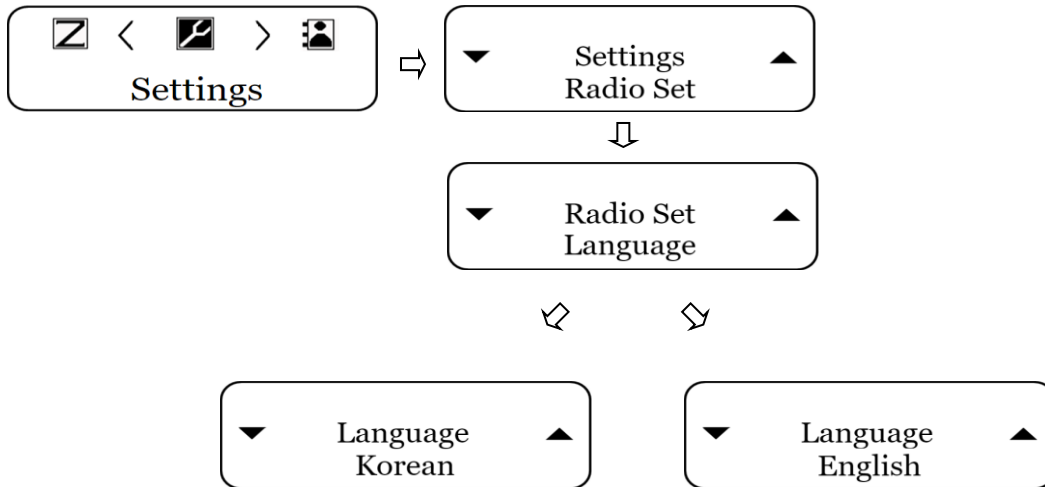 Settings
Settings
Radio Set
Radio Set
Language
Language
Korean
Language
English